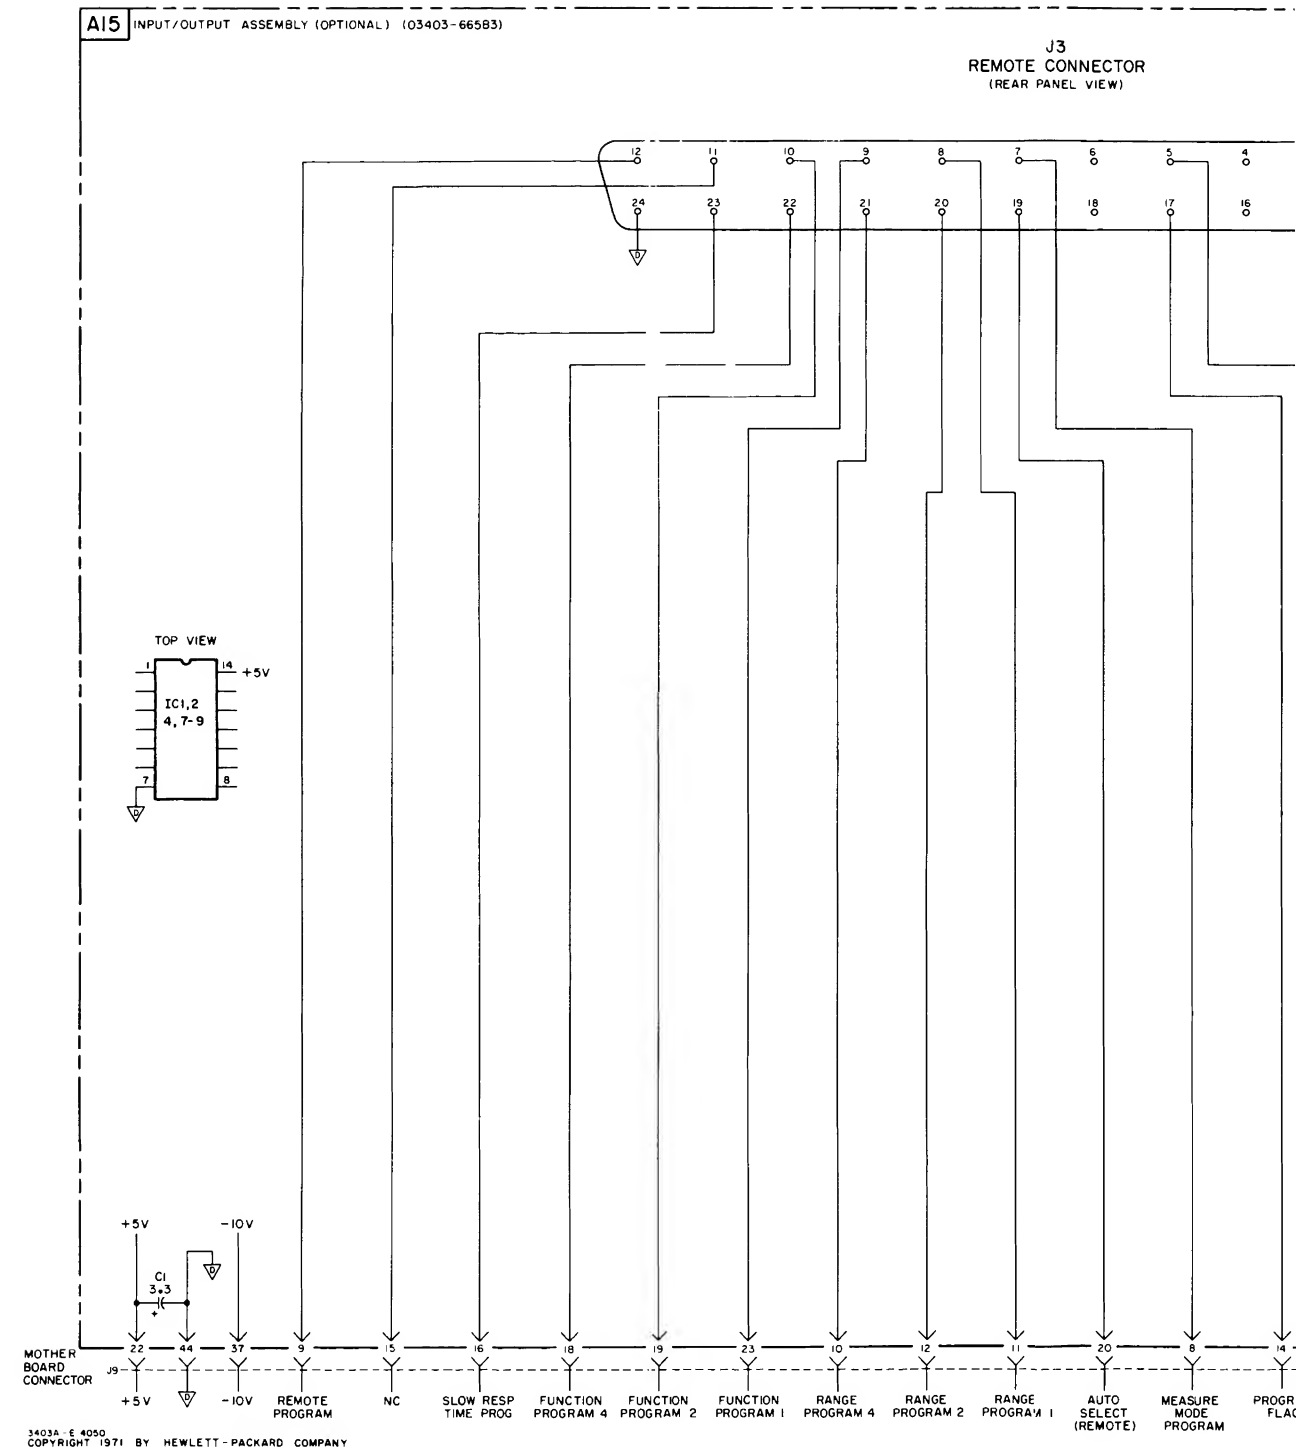 A15 INPUT/OUTPUT ASSEMBLY (OPTIONAL) (03403-66583)
J3
REMOTE CONNECTOR
(REAR PANEL VIEW)
12 11 10 9 8 7 6 5 4
24 23 22 21 20 19 18 17 16
D
TOP VIEW
1 14 +5V
IC1,2
4,7-9
7 8
D
+5V -10V
D
C1
3.3
+
MOTHER
BOARD
CONNECTOR
J9
22 44 37 9 15 16 18 19 23 10 12 11 20 8 14
+5V D -10V
REMOTE
PROGRAM
NC
SLOW RESP
TIME PROG
FUNCTION
PROGRAM 4
FUNCTION
PROGRAM 2
FUNCTION
PROGRAM 1
RANGE
PROGRAM 4
RANGE
PROGRAM 2
RANGE
PROGRAM 1
AUTO
SELECT
(REMOTE)
MEASURE
MODE
PROGRAM
PROGR
FLAG
3403A-E 4050
COPYRIGHT 1971 BY HEWLETT-PACKARD COMPANY